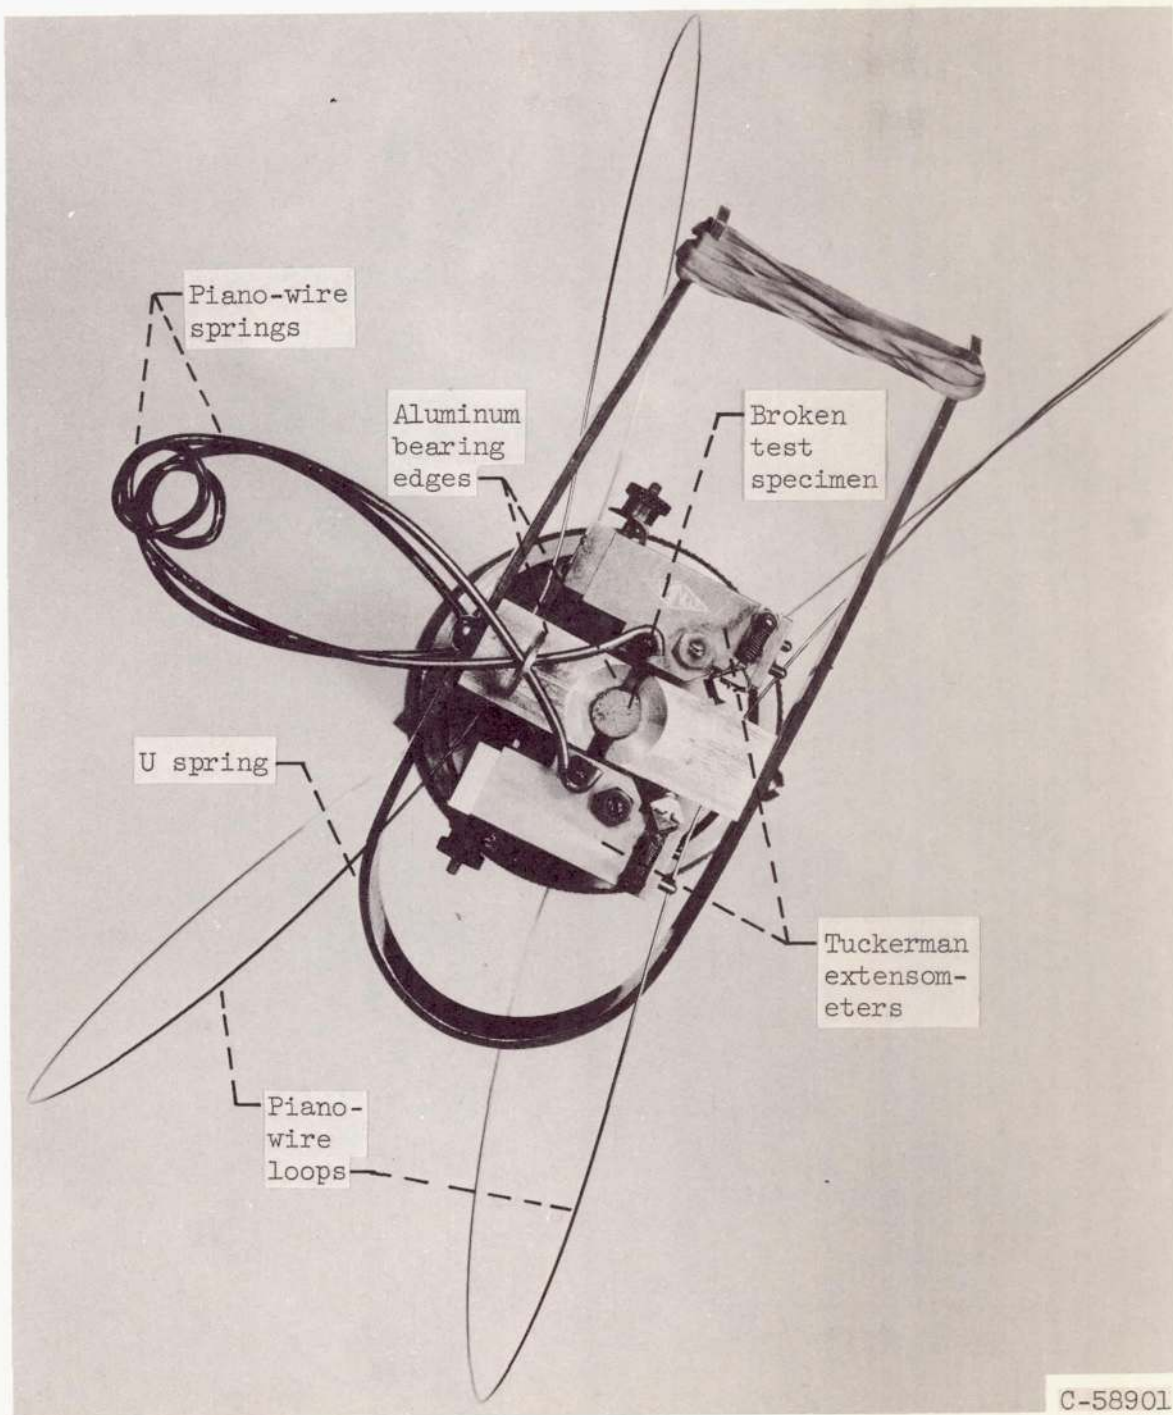 Piano-wire
springs
Aluminum
bearing
edges
Broken
test
specimen
U spring
Tuckerman
extensom-
eters
Piano-
wire
loops
C-58901